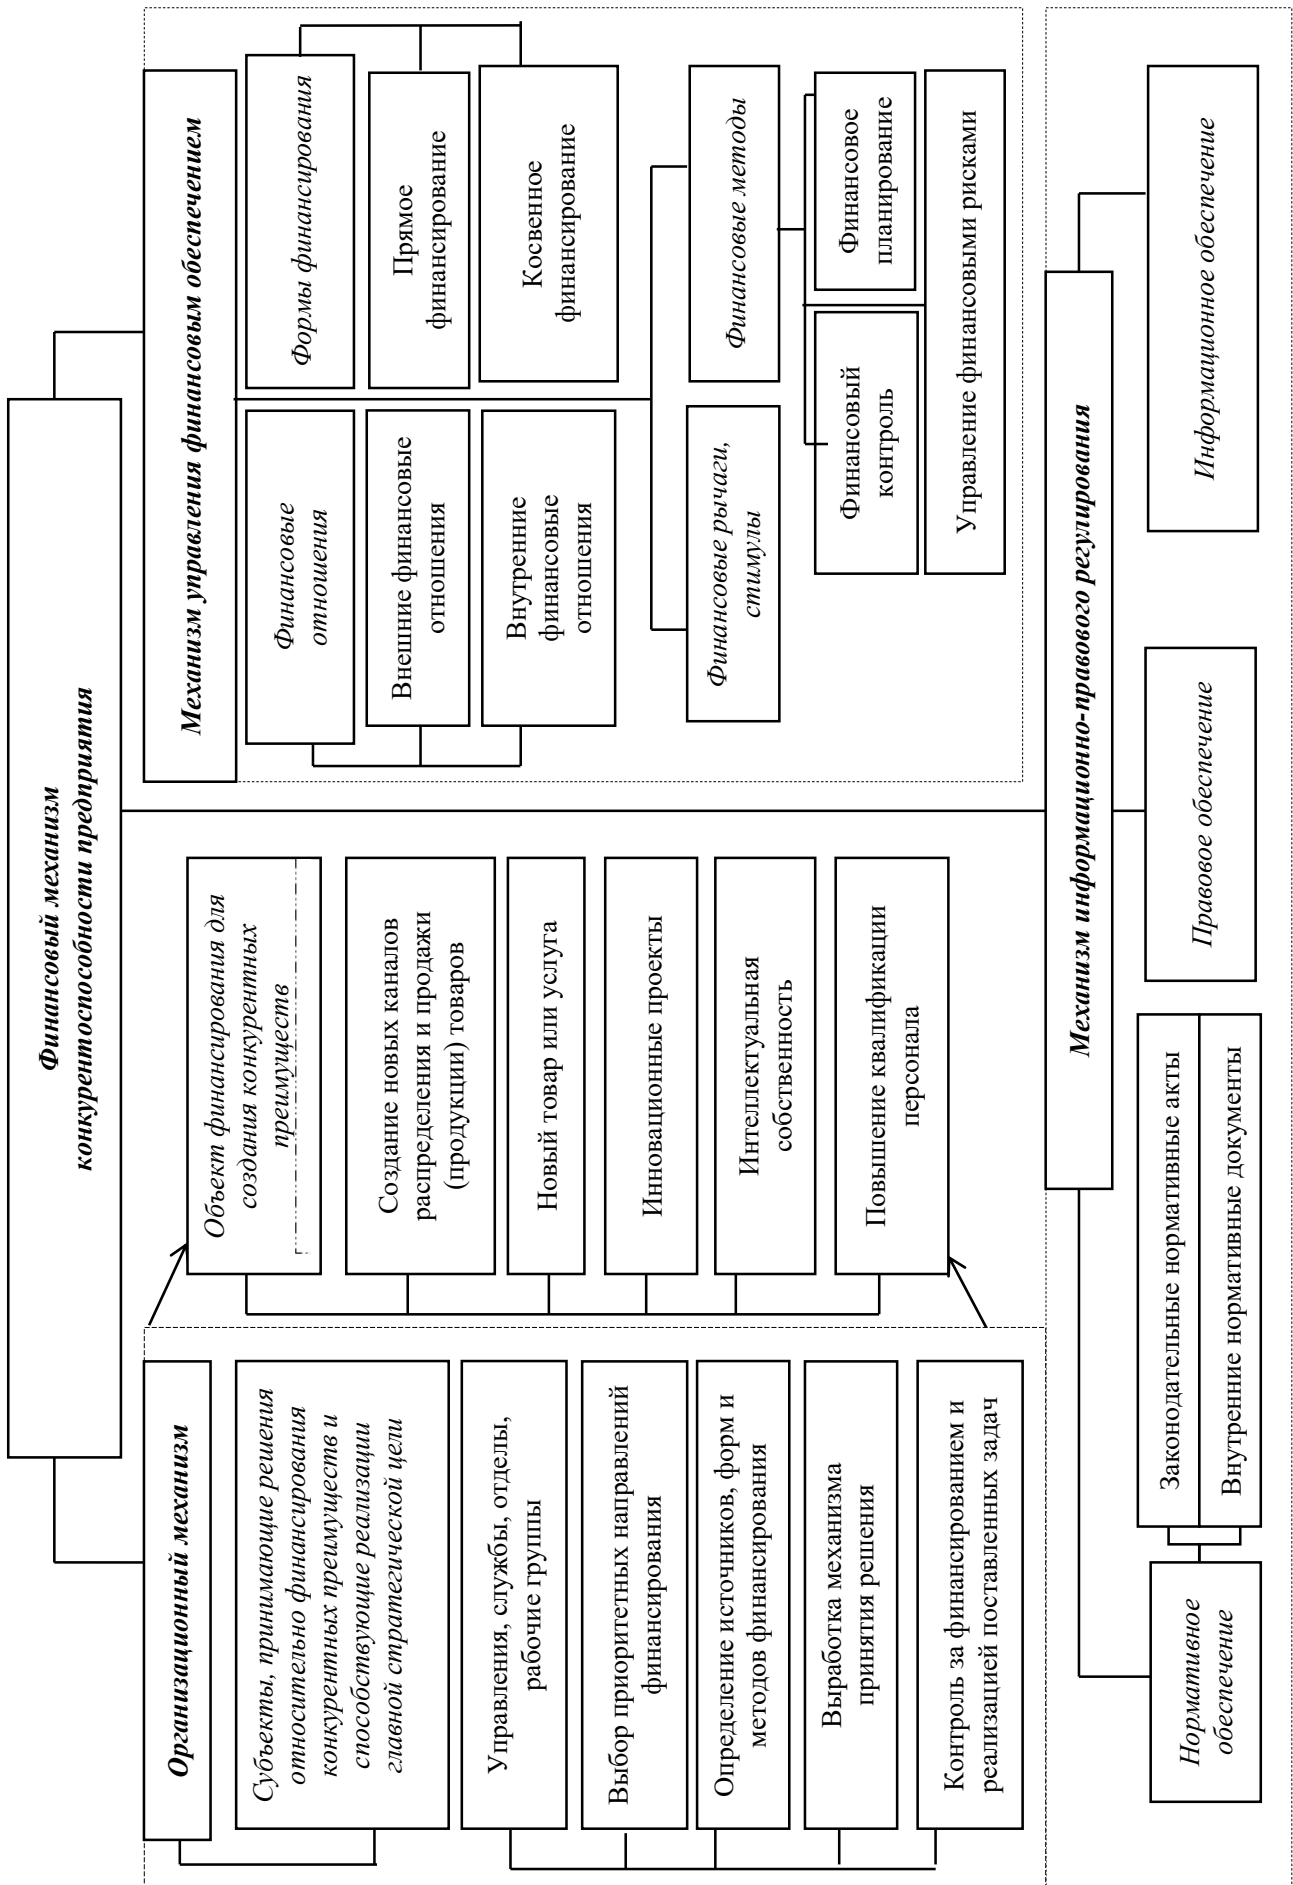 Финансовый механизм
конкурентоспособности предприятия
Организационный механизм
Субъекты, принимающие решения
относительно финансирования
конкурентных преимуществ и
способствующие реализации
главной стратегической цели
Управления, службы, отделы,
рабочие группы
Выбор приоритетных направлений
финансирования
Определение источников, форм и
методов финансирования
Выработка механизма
принятия решения
Контроль за финансированием и
реализацией поставленных задач
Объект финансирования для
создания конкурентных
преимуществ
Создание новых каналов
распределения и продажи
(продукции) товаров
Новый товар или услуга
Инновационные проекты
Интеллектуальная
собственность
Повышение квалификации
персонала
Механизм управления финансовым обеспечением
Финансовые
отношения
Внешние финансовые
отношения
Внутренние
финансовые
отношения
Формы финансирования
Прямое
финансирование
Косвенное
финансирование
Финансовые рычаги,
стимулы
Финансовые методы
Финансовый
контроль
Финансовое
планирование
Управление финансовыми рисками
Механизм информационно-правового регулирования
Нормативное
обеспечение
Законодательные нормативные акты
Внутренние нормативные документы
Правовое обеспечение
Информационное обеспечение